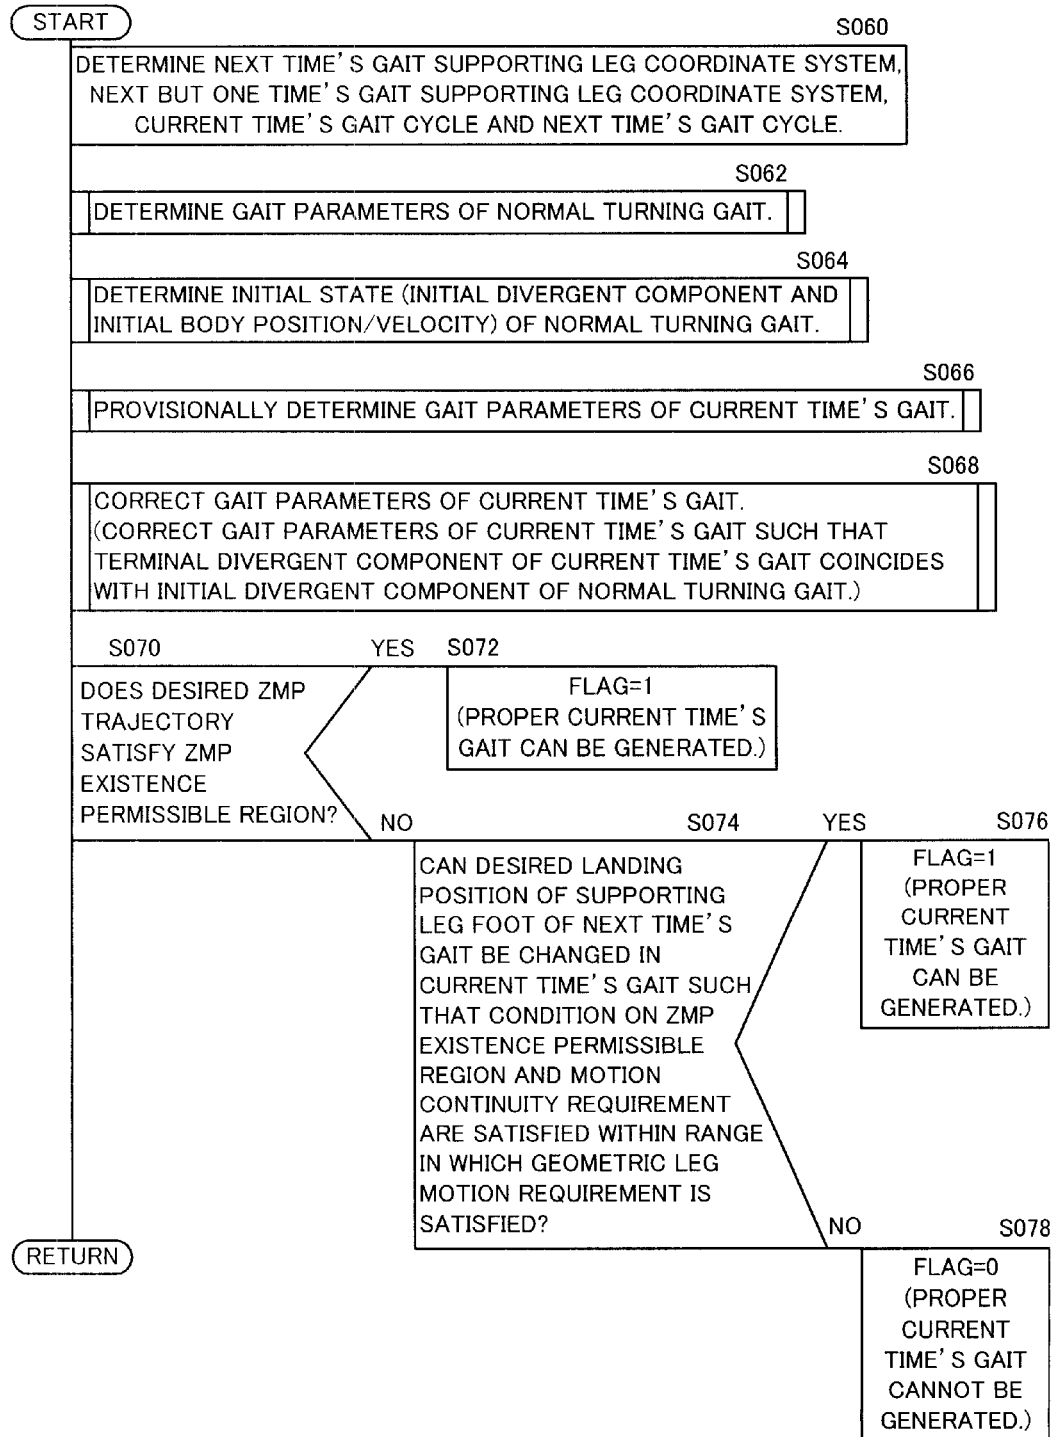 START
S060
DETERMINE NEXT TIME'S GAIT SUPPORTING LEG COORDINATE SYSTEM,
NEXT BUT ONE TIME'S GAIT SUPPORTING LEG COORDINATE SYSTEM,
CURRENT TIME'S GAIT CYCLE AND NEXT TIME'S GAIT CYCLE.
S062
DETERMINE GAIT PARAMETERS OF NORMAL TURNING GAIT.
S064
DETERMINE INITIAL STATE (INITIAL DIVERGENT COMPONENT AND
INITIAL BODY POSITION/VELOCITY) OF NORMAL TURNING GAIT.
S066
PROVISIONALLY DETERMINE GAIT PARAMETERS OF CURRENT TIME'S GAIT.
S068
CORRECT GAIT PARAMETERS OF CURRENT TIME'S GAIT.
(CORRECT GAIT PARAMETERS OF CURRENT TIME'S GAIT SUCH THAT
TERMINAL DIVERGENT COMPONENT OF CURRENT TIME'S GAIT COINCIDES
WITH INITIAL DIVERGENT COMPONENT OF NORMAL TURNING GAIT.)
S070
DOES DESIRED ZMP
TRAJECTORY
SATISFY ZMP
EXISTENCE
PERMISSIBLE REGION?
YES
S072
FLAG=1
(PROPER CURRENT TIME'S
GAIT CAN BE GENERATED.)
NO
S074
CAN DESIRED LANDING
POSITION OF SUPPORTING
LEG FOOT OF NEXT TIME'S
GAIT BE CHANGED IN
CURRENT TIME'S GAIT SUCH
THAT CONDITION ON ZMP
EXISTENCE PERMISSIBLE
REGION AND MOTION
CONTINUITY REQUIREMENT
ARE SATISFIED WITHIN RANGE
IN WHICH GEOMETRIC LEG
MOTION REQUIREMENT IS
SATISFIED?
YES
S076
FLAG=1
(PROPER
CURRENT
TIME'S GAIT
CAN BE
GENERATED.)
NO
S078
FLAG=0
(PROPER
CURRENT
TIME'S GAIT
CANNOT BE
GENERATED.)
RETURN